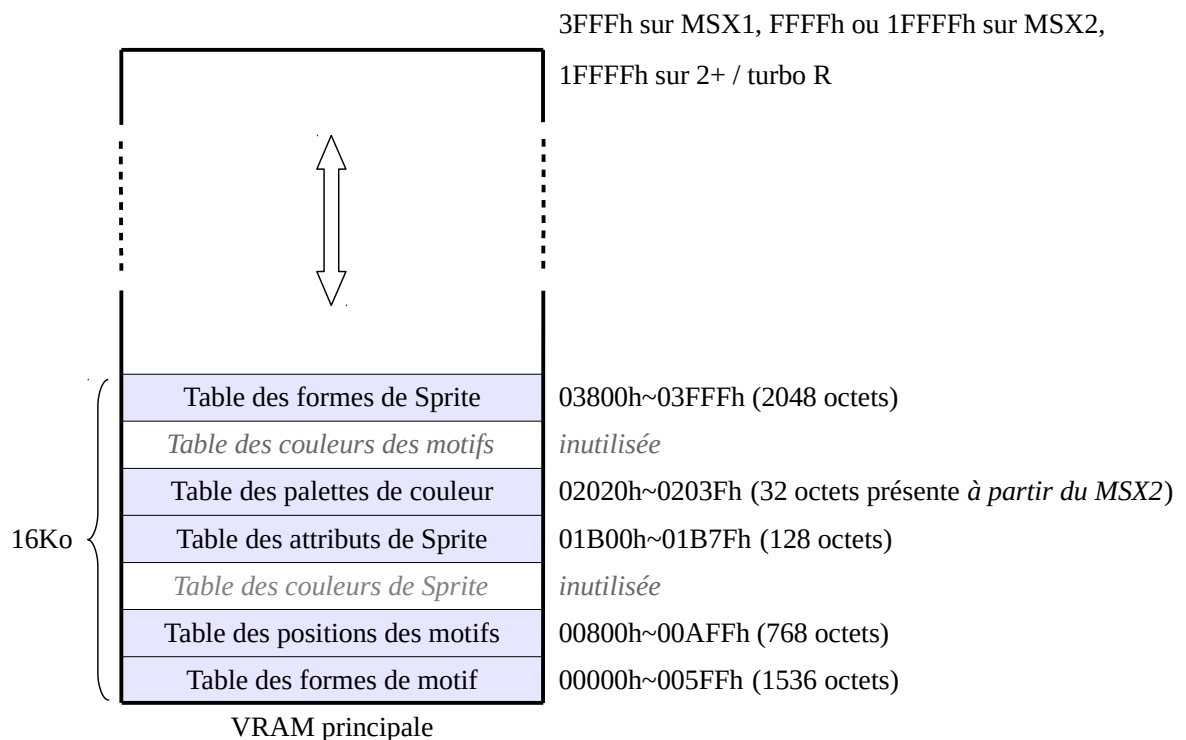 3FFFh sur MSX1, FFFFh ou 1FFFFh sur MSX2,
1FFFFh sur 2+ / turbo R
Table des formes de Sprite 03800h~03FFFh (2048 octets)
Table des couleurs des motifs inutilisée
Table des palettes de couleur 02020h~0203Fh (32 octets présente à partir du MSX2)
16Ko Table des attributs de Sprite 01B00h~01B7Fh (128 octets)
Table des couleurs de Sprite inutilisée
Table des positions des motifs 00800h~00AFFh (768 octets)
Table des formes de motif 00000h~005FFh (1536 octets)
VRAM principale